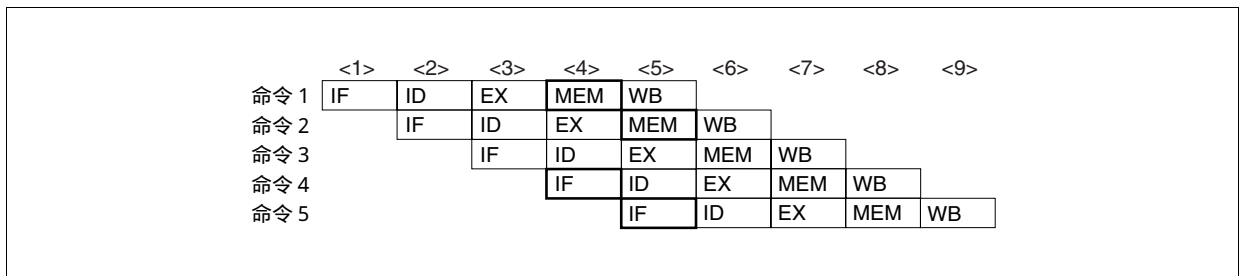 <1> <2> <3> <4> <5> <6> <7> <8> <9>
命令 1 IF ID EX MEM WB
命令 2 IF ID EX MEM WB
命令 3 IF ID EX MEM WB
命令 4 IF ID EX MEM WB
命令 5 IF ID EX MEM WB